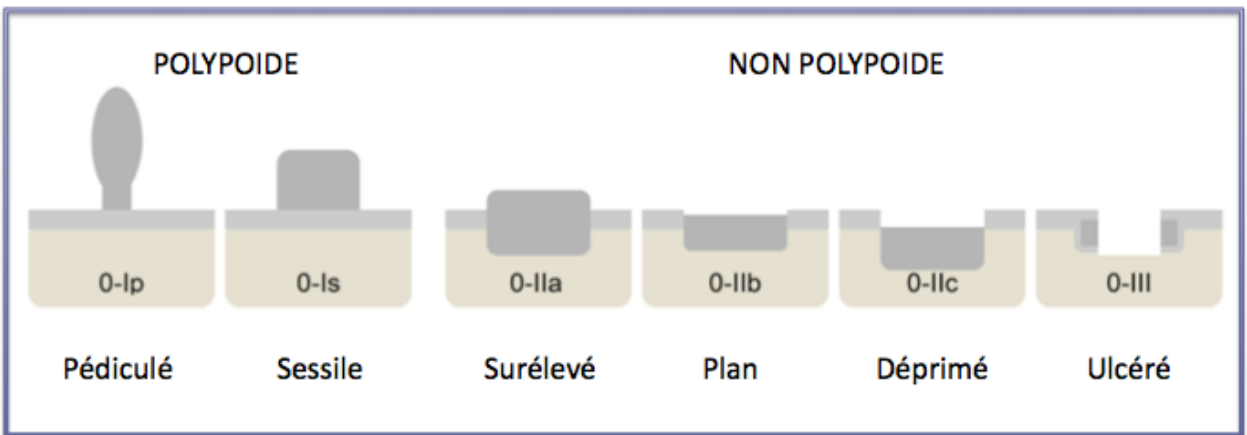 POLYPOIDE NON POLYPOIDE
0-Ip 0-Is 0-IIa 0-IIb 0-IIc 0-III
Pédiculé Sessile Surélevé Plan Déprimé Ulcéré